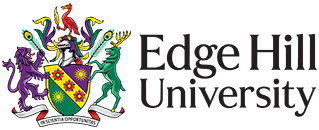 Edge Hill
University
IN SCIENTIA OPPORTUNITAS